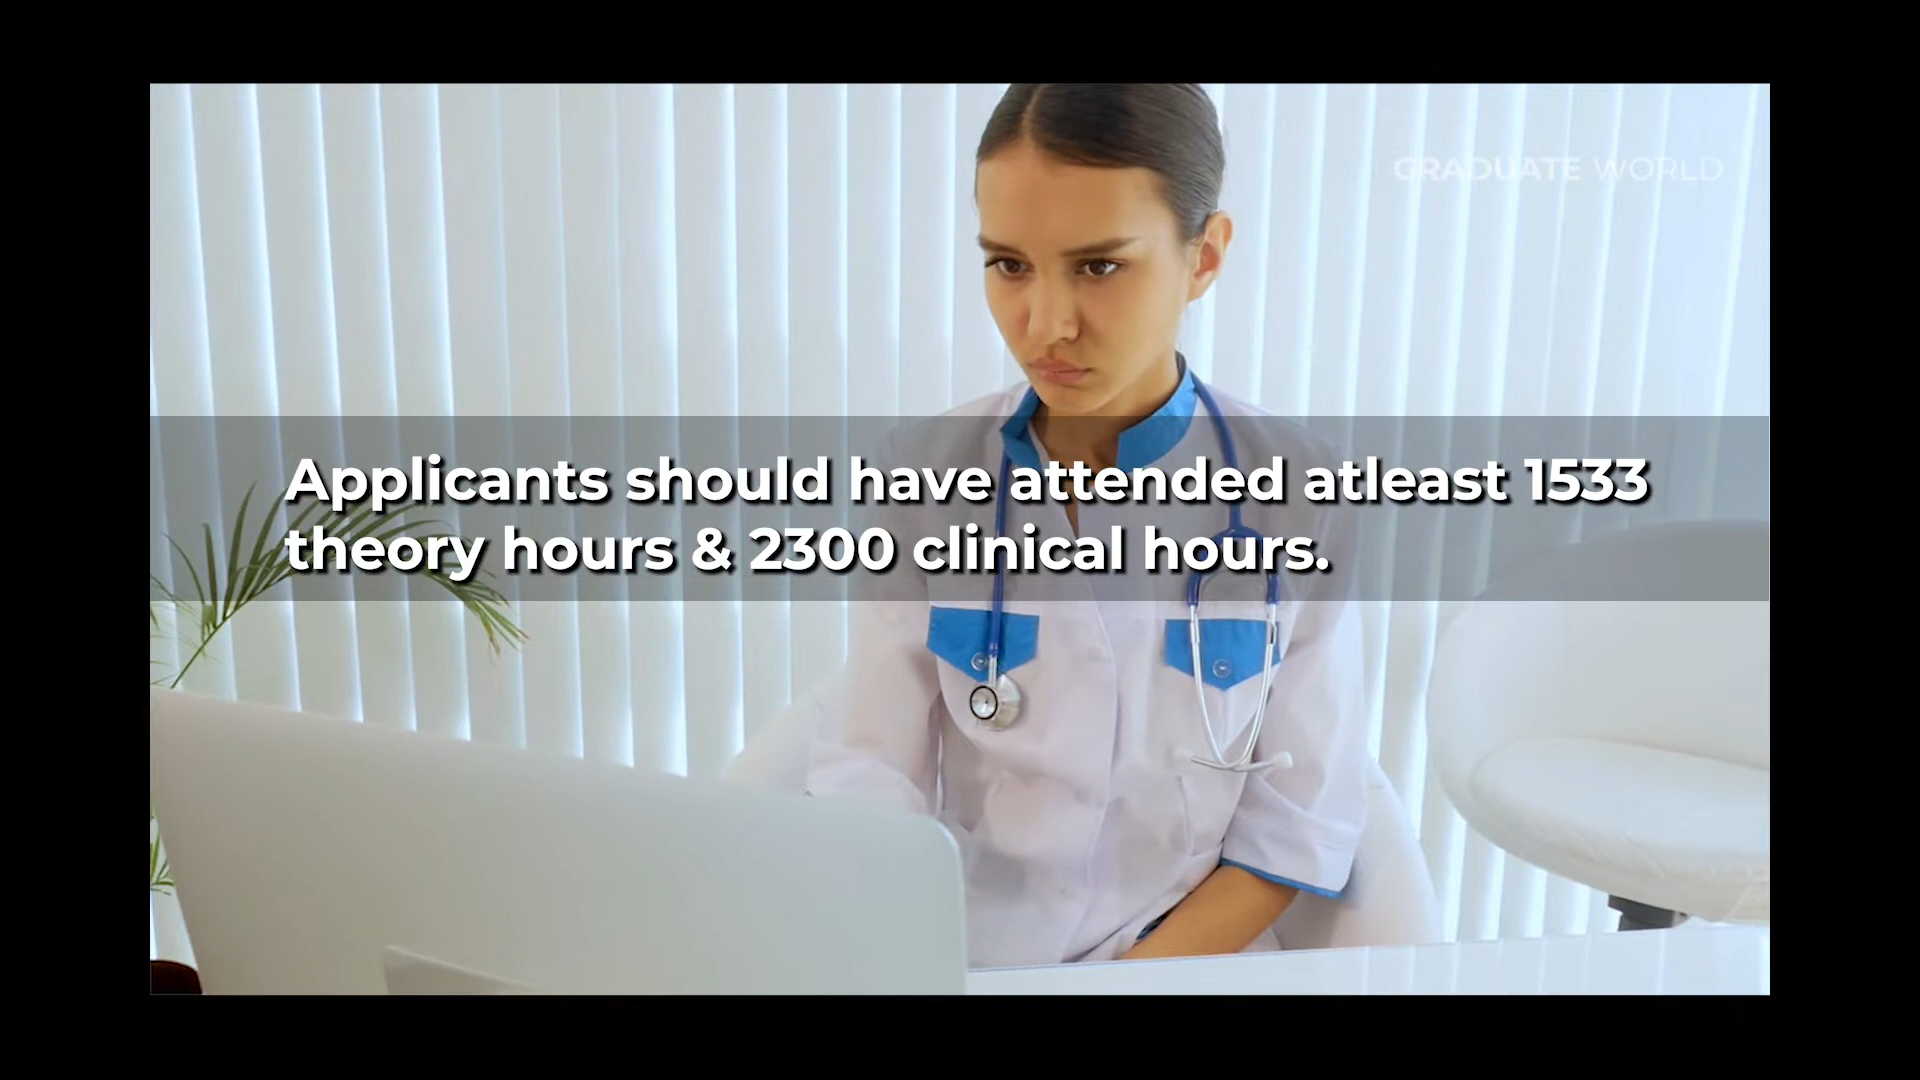 GRADUATE WORLD
Applicants should have attended atleast 1533
theory hours & 2300 clinical hours.